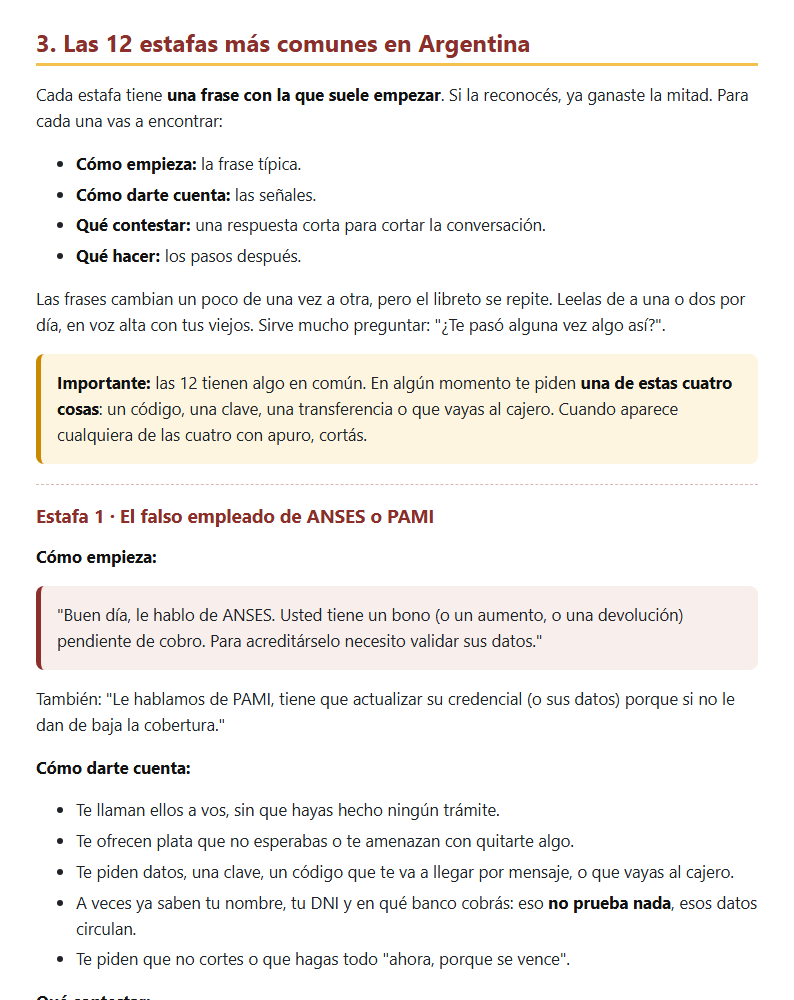 3. Las 12 estafas más comunes en Argentina
Cada estafa tiene una frase con la que suele empezar. Si la reconocés, ya ganaste la mitad. Para
cada una vas a encontrar:
• Cómo empieza: la frase típica.
• Cómo darte cuenta: las señales.
• Qué contestar: una respuesta corta para cortar la conversación.
• Qué hacer: los pasos después.
Las frases cambian un poco de una vez a otra, pero el libreto se repite. Leelas de a una o dos por
día, en voz alta con tus viejos. Sirve mucho preguntar: "¿Te pasó alguna vez algo así?".
Importante: las 12 tienen algo en común. En algún momento te piden una de estas cuatro
cosas: un código, una clave, una transferencia o que vayas al cajero. Cuando aparece
cualquiera de las cuatro con apuro, cortás.
Estafa 1 · El falso empleado de ANSES o PAMI
Cómo empieza:
"Buen día, le hablo de ANSES. Usted tiene un bono (o un aumento, o una devolución)
pendiente de cobro. Para acreditárselo necesito validar sus datos."
También: "Le hablamos de PAMI, tiene que actualizar su credencial (o sus datos) porque si no le
dan de baja la cobertura."
Cómo darte cuenta:
• Te llaman ellos a vos, sin que hayas hecho ningún trámite.
• Te ofrecen plata que no esperabas o te amenazan con quitarte algo.
• Te piden datos, una clave, un código que te va a llegar por mensaje, o que vayas al cajero.
• A veces ya saben tu nombre, tu DNI y en qué banco cobrás: eso no prueba nada, esos datos
circulan.
• Te piden que no cortes o que hagas todo "ahora, porque se vence".
Qué contestar: